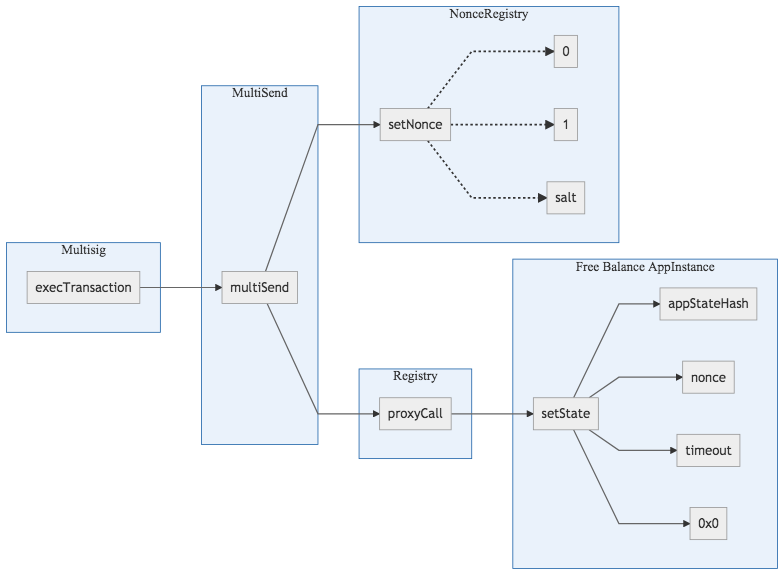 Multisig
execTransaction
MultiSend
multiSend
NonceRegistry
setNonce
0
1
salt
Registry
proxyCall
Free Balance AppInstance
setState
appStateHash
nonce
timeout
0x0